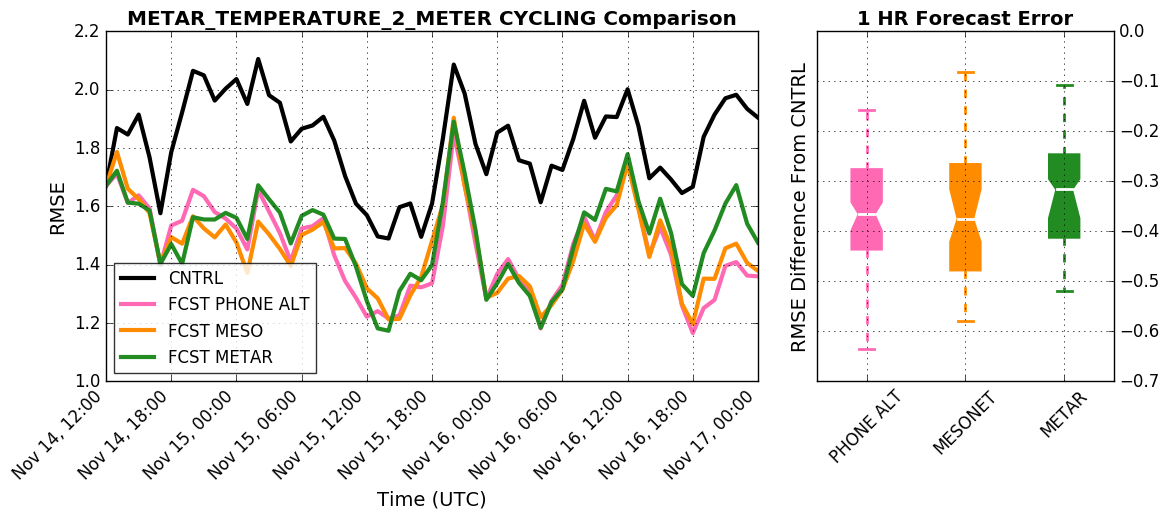 METAR_TEMPERATURE_2_METER CYCLING Comparison
RMSE
2.2
2.0
1.8
1.6
1.4
1.2
1.0
CNTRL
FCST PHONE ALT
FCST MESO
FCST METAR
Nov 14, 12:00
Nov 14, 18:00
Nov 15, 00:00
Nov 15, 06:00
Nov 15, 12:00
Nov 15, 18:00
Nov 16, 00:00
Nov 16, 06:00
Nov 16, 12:00
Nov 16, 18:00
Nov 17, 00:00
Time (UTC)
1 HR Forecast Error
RMSE Difference From CNTRL
0.0
−0.1
−0.2
−0.3
−0.4
−0.5
−0.6
−0.7
PHONE ALT
MESONET
METAR